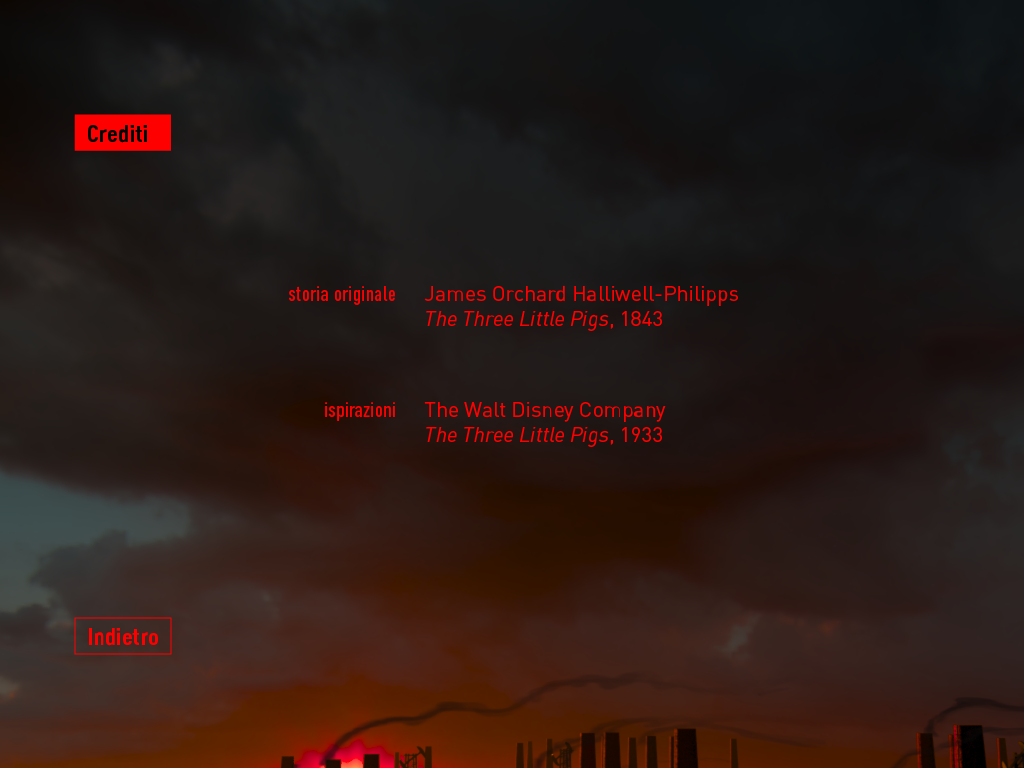 Crediti
storia originale James Orchard Halliwell-Philipps
The Three Little Pigs, 1843
ispirazioni The Walt Disney Company
The Three Little Pigs, 1933
Indietro